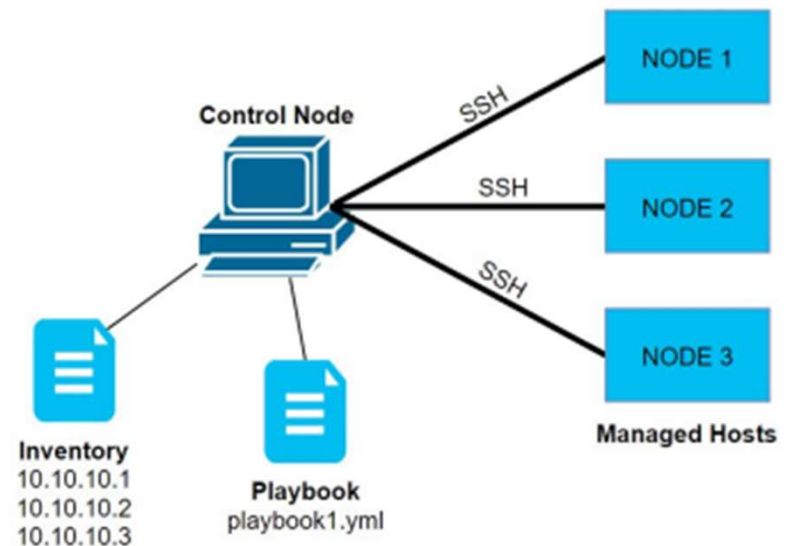 Control Node
SSH
SSH
SSH
NODE 1
NODE 2
NODE 3
Managed Hosts
Inventory
10.10.10.1
10.10.10.2
10.10.10.3
Playbook
playbook1.yml